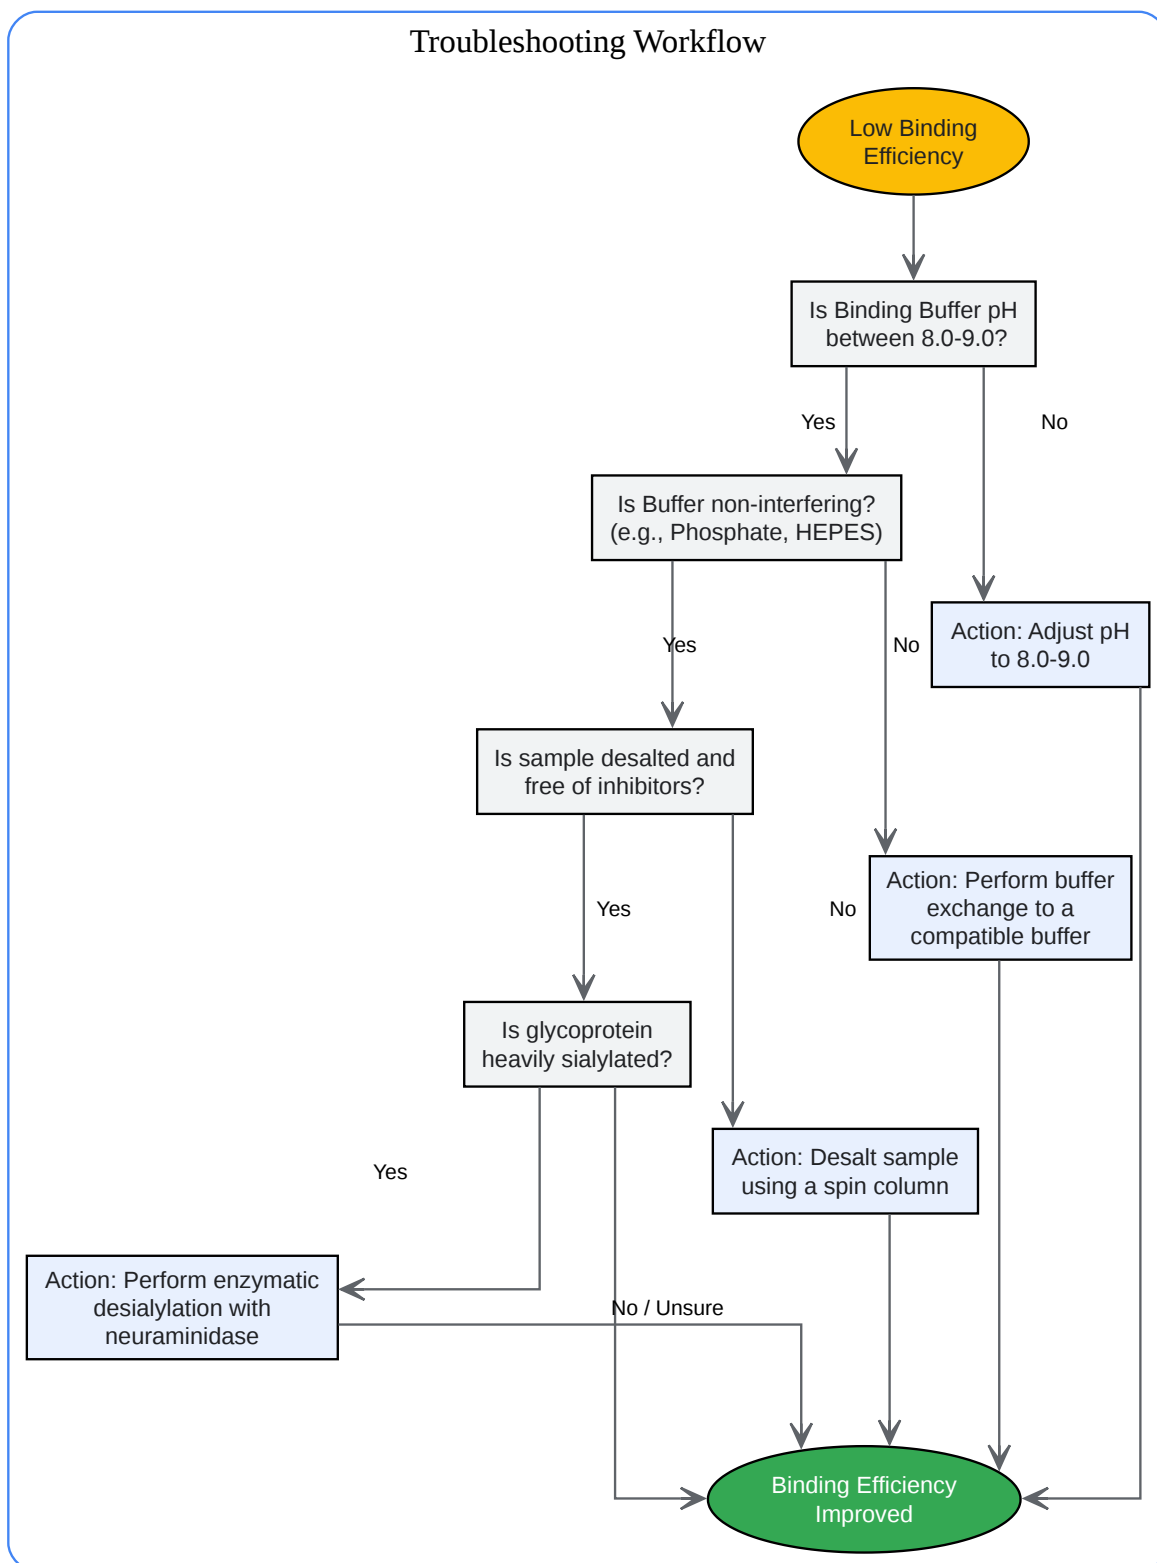 Troubleshooting Workflow
Low Binding
Efficiency
Is Binding Buffer pH
between 8.0-9.0?
Yes
No
Is Buffer non-interfering?
(e.g., Phosphate, HEPES)
Yes
No
Action: Adjust pH
to 8.0-9.0
Is sample desalted and
free of inhibitors?
Yes
No
Action: Perform buffer
exchange to a
compatible buffer
Is glycoprotein
heavily sialylated?
Yes
Action: Desalt sample
using a spin column
Action: Perform enzymatic
desialylation with
neuraminidase
No / Unsure
Binding Efficiency
Improved